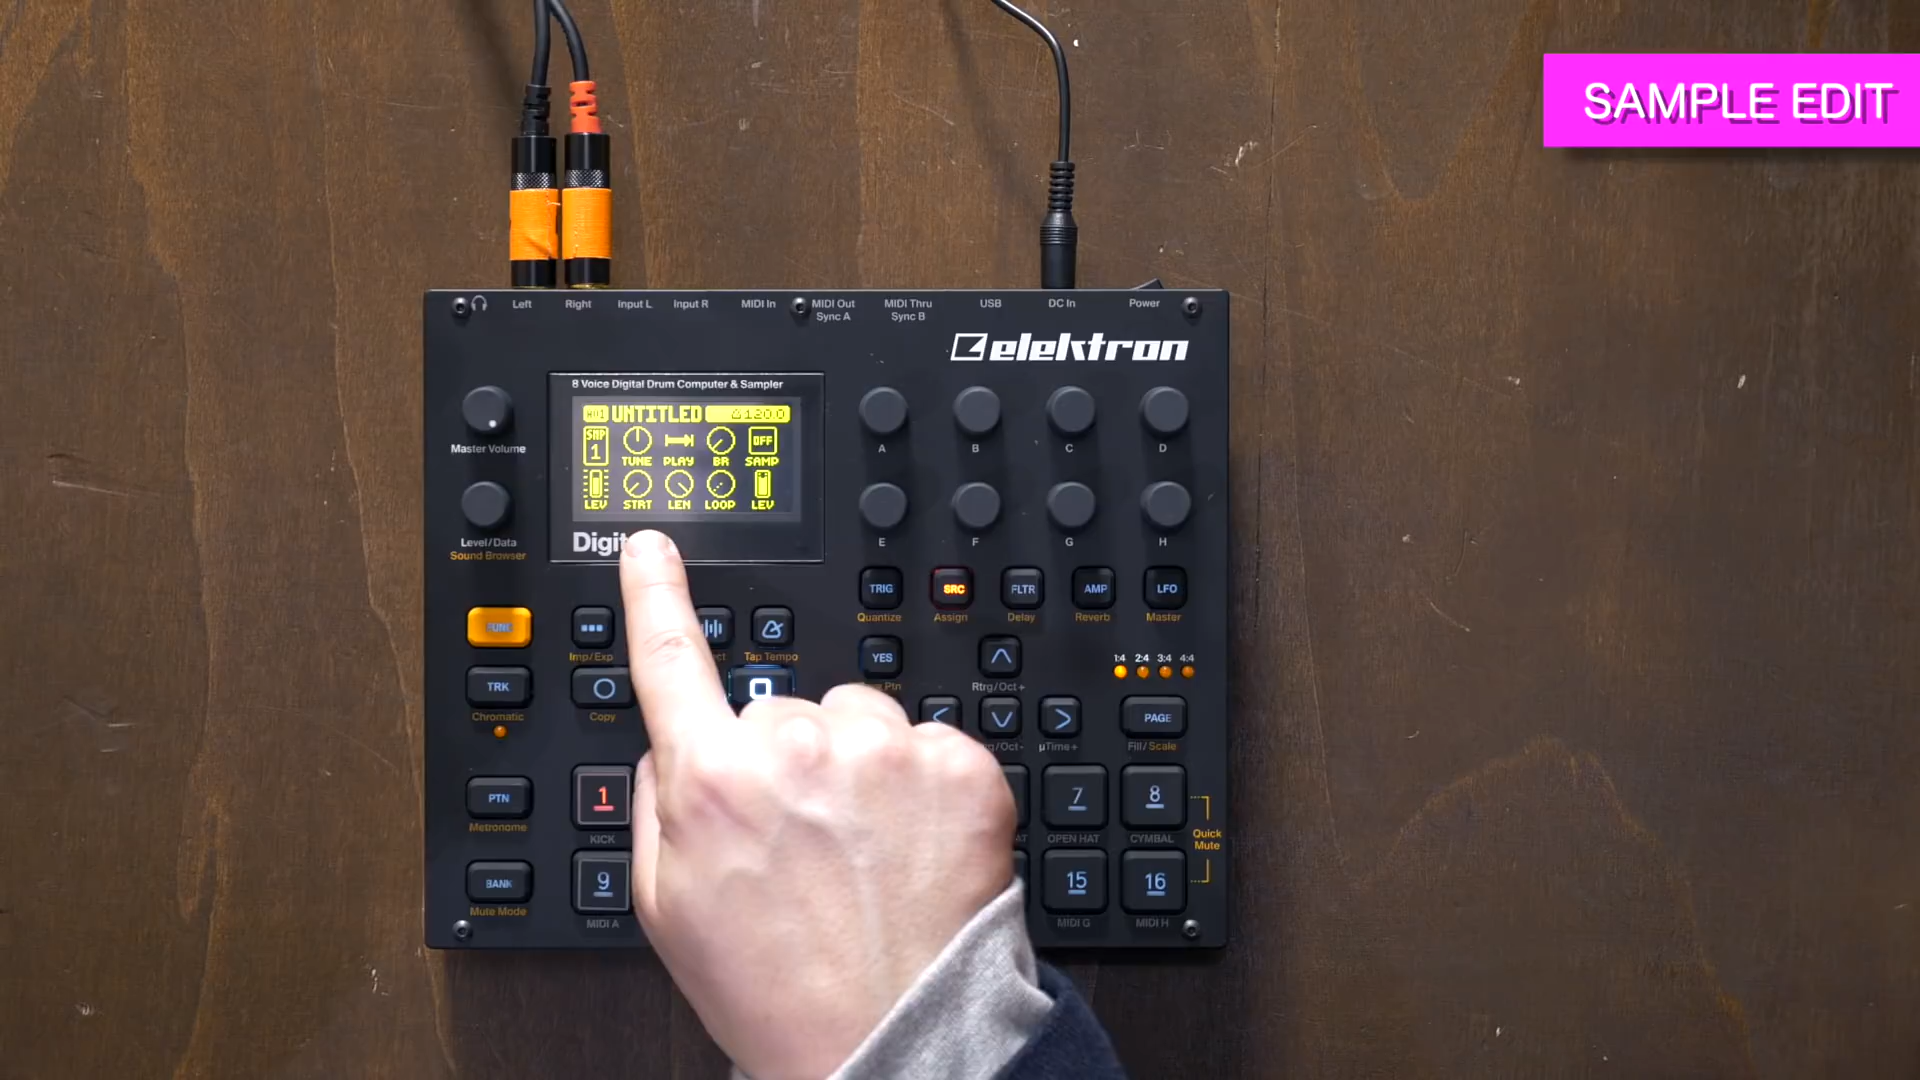 SAMPLE EDIT
Left Right Input L Input R MIDI In MIDI Out MIDI Thru USB DC In Power
Sync A Sync B
elektron
8 Voice Digital Drum Computer & Sampler
UNTITLED 120.0
SMP
1
OFF
TUNE PLAY BR SAMP
LEV STRT LEN LOOP LEV
Master Volume
A B C D
Digit
Level/Data
Sound Browser
E F G H
TRIG SRC FLTR AMP LFO
Quantize Assign Delay Reverb Master
FUNC
Imp/Exp Tap Tempo
YES
1:4 2:4 3:4 4:4
TRK
Rtrg/Oct+
Chromatic Copy
PAGE
µTime+ Fill/Scale
PTN 1 7 8
Metronome KICK OPEN HAT CYMBAL
Quick
Mute
BANK 9 15 16
Mute Mode MIDI A MIDI G MIDI H